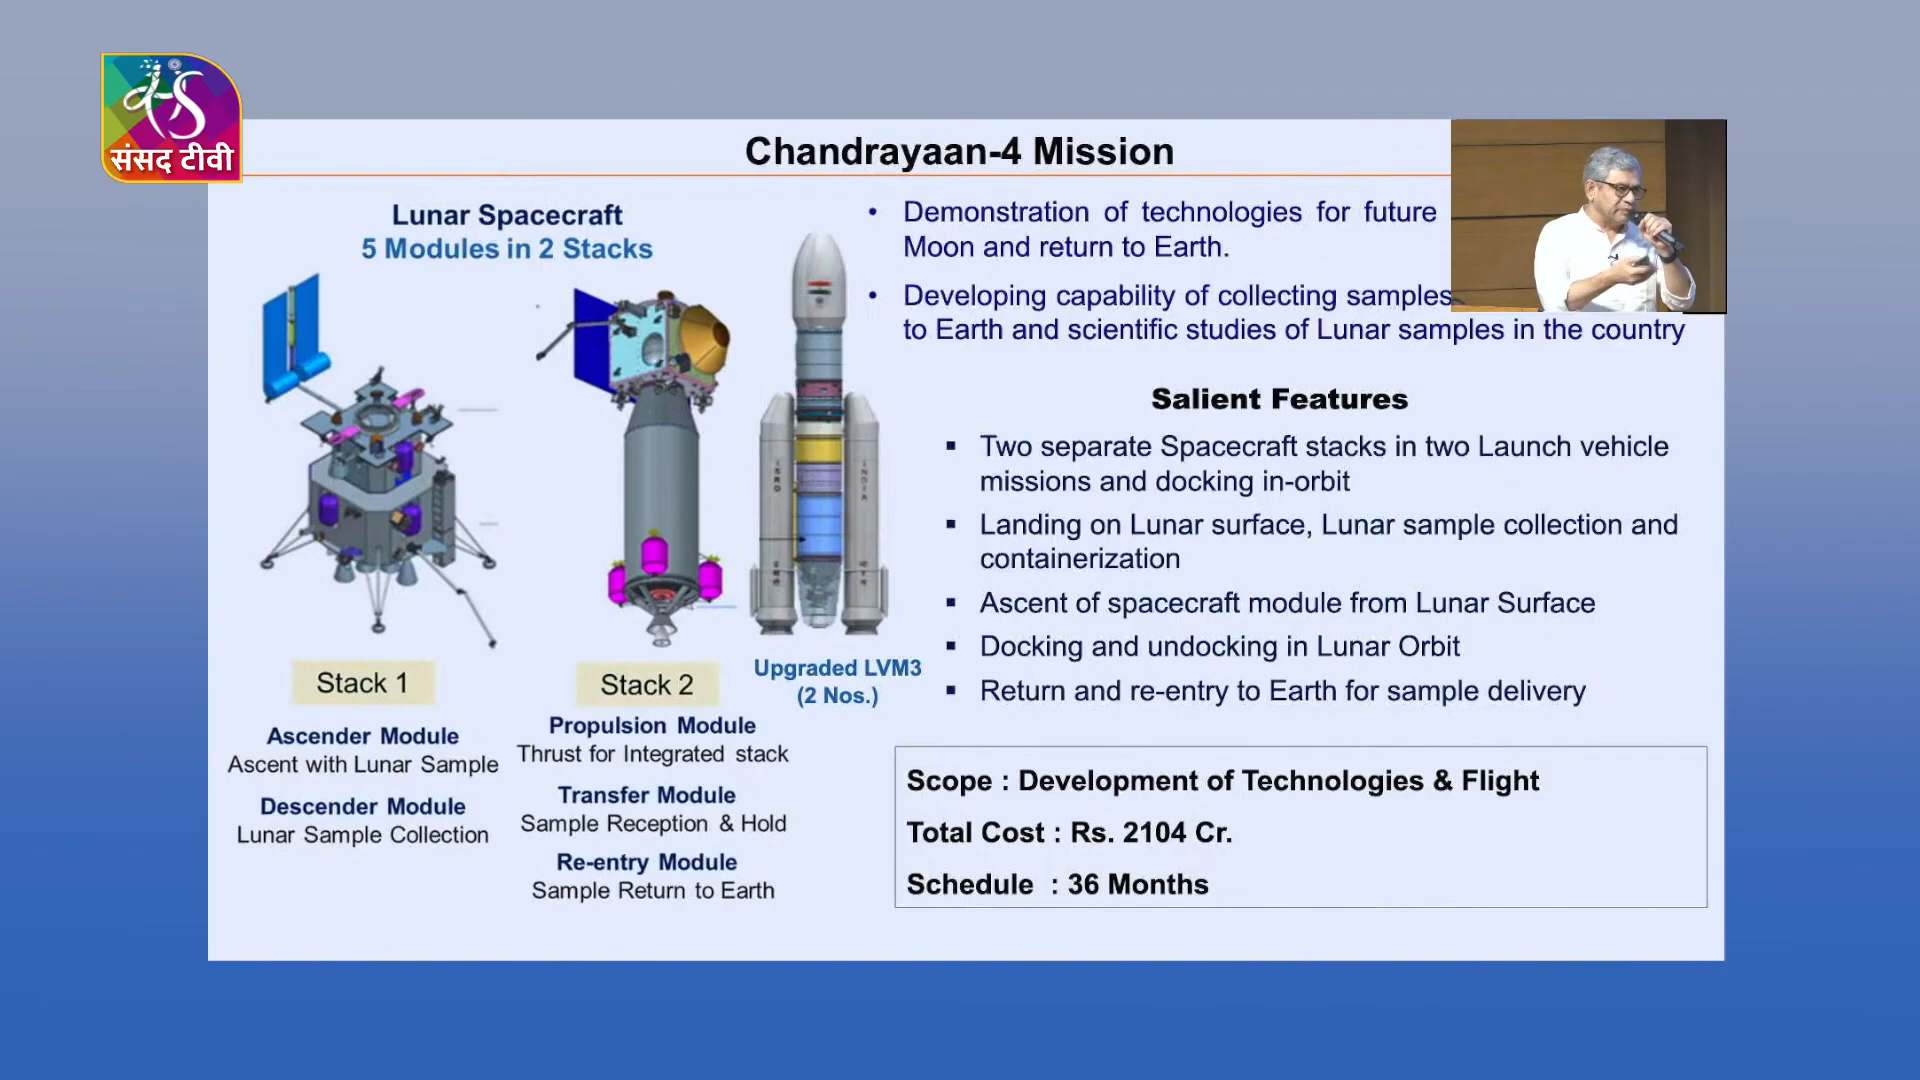 संसद टीवी
Chandrayaan-4 Mission
Lunar Spacecraft
5 Modules in 2 Stacks
Stack 1
Ascender Module
Ascent with Lunar Sample
Descender Module
Lunar Sample Collection
Stack 2
Propulsion Module
Thrust for Integrated stack
Transfer Module
Sample Reception & Hold
Re-entry Module
Sample Return to Earth
ISRO
INDIA
Upgraded LVM3
(2 Nos.)
• Demonstration of technologies for future
Moon and return to Earth.
• Developing capability of collecting samples
to Earth and scientific studies of Lunar samples in the country
Salient Features
▪ Two separate Spacecraft stacks in two Launch vehicle
missions and docking in-orbit
▪ Landing on Lunar surface, Lunar sample collection and
containerization
▪ Ascent of spacecraft module from Lunar Surface
▪ Docking and undocking in Lunar Orbit
▪ Return and re-entry to Earth for sample delivery
Scope : Development of Technologies & Flight
Total Cost : Rs. 2104 Cr.
Schedule : 36 Months